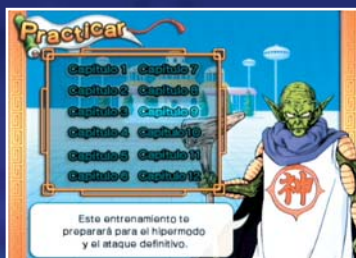 Practicar
Capítulo 1 Capítulo 7
Capítulo 2 Capítulo 8
Capítulo 3 Capítulo 9
Capítulo 4 Capítulo 10
Capítulo 5 Capítulo 11
Capítulo 6 Capítulo 12
神
Este entrenamiento te
preparará para el hipermodo
y el ataque definitivo.